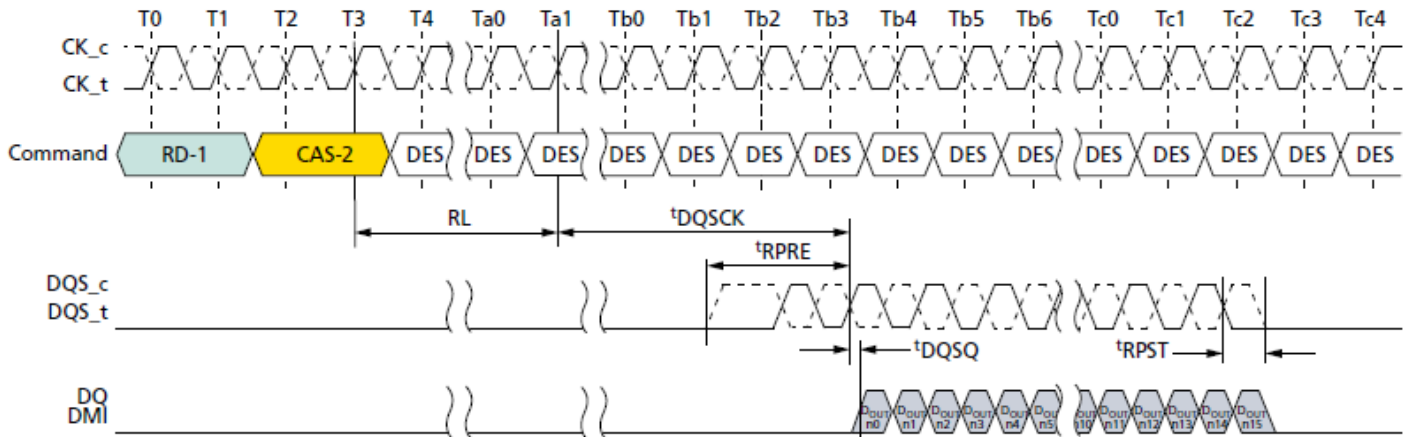 T0 T1 T2 T3 T4 Ta0 Ta1 Tb0 Tb1 Tb2 Tb3 Tb4 Tb5 Tb6 Tc0 Tc1 Tc2 Tc3 Tc4
CK_c
CK_t
Command RD-1 CAS-2 DES DES DES DES DES DES DES DES DES DES DES DES DES DES DES
RL tDQSCK
tRPRE
DQS_c
DQS_t
tDQSQ tRPST
DQ
DMI
DOUT n0 DOUT n1 DOUT n2 DOUT n3 DOUT n4 DOUT n5 DOUT n10 DOUT n11 DOUT n12 DOUT n13 DOUT n14 DOUT n15